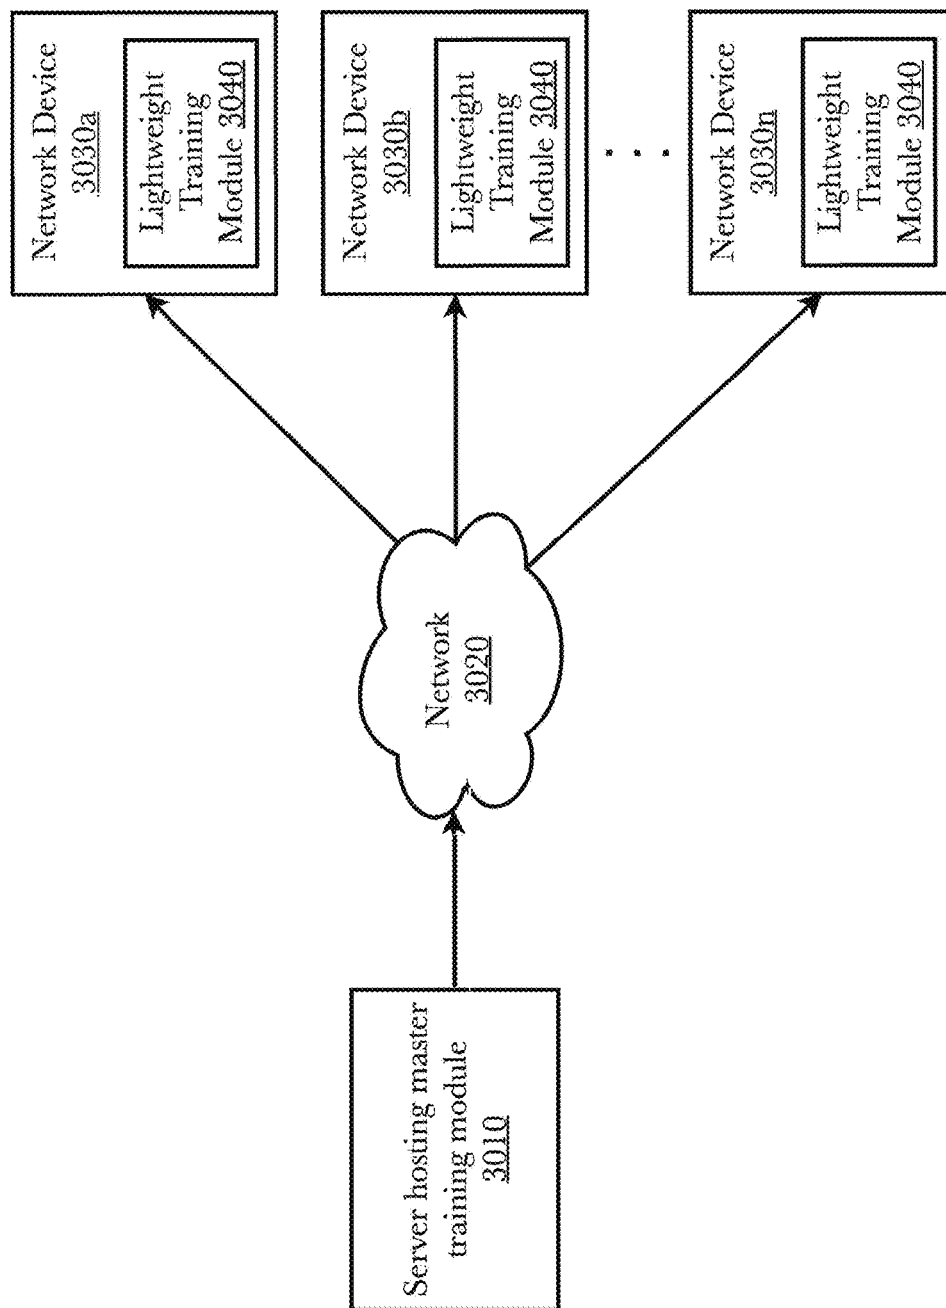 Server hosting master
training module
3010
Network
3020
Network Device
3030a
Lightweight
Training
Module 3040
Network Device
3030b
Lightweight
Training
Module 3040
Network Device
3030n
Lightweight
Training
Module 3040